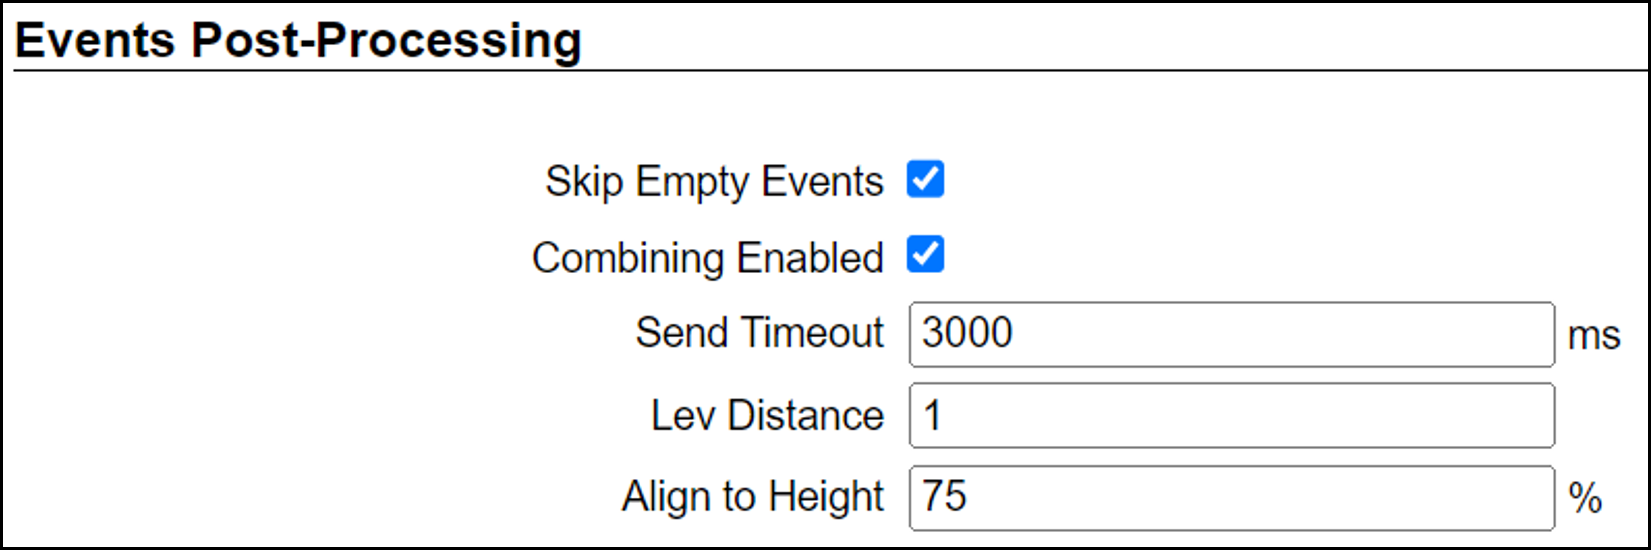 Events Post-Processing
Skip Empty Events
Combining Enabled
Send Timeout 3000 ms
Lev Distance 1
Align to Height 75 %